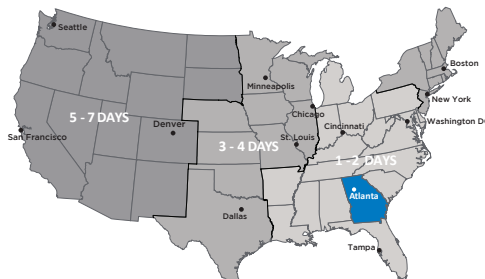 Seattle
Boston
Minneapolis
New York
Chicago
5 - 7 DAYS
Denver
Washington D
Cincinnati
San Francisco
St. Louis
3 - 4 DAYS
1 - 2 DAYS
Atlanta
Dallas
Tampa